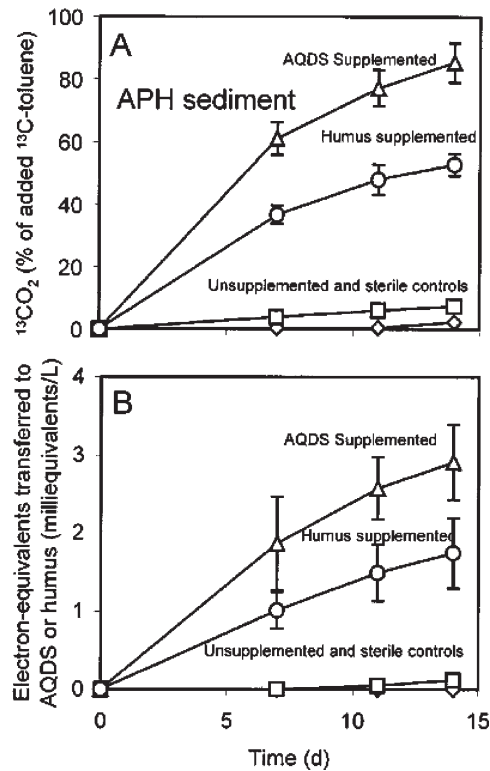 A
100
80
60
40
20
0
AQDS Supplemented
APH sediment
Humus supplemented
Unsupplemented and sterile controls
¹³CO₂ (% of added ¹³C-toluene)
B
4
3
2
1
0
AQDS Supplemented
Humus supplemented
Unsupplemented and sterile controls
Electron-equivalents transferred to
AQDS or humus (milliequivalents/L)
0 5 10 15
Time (d)